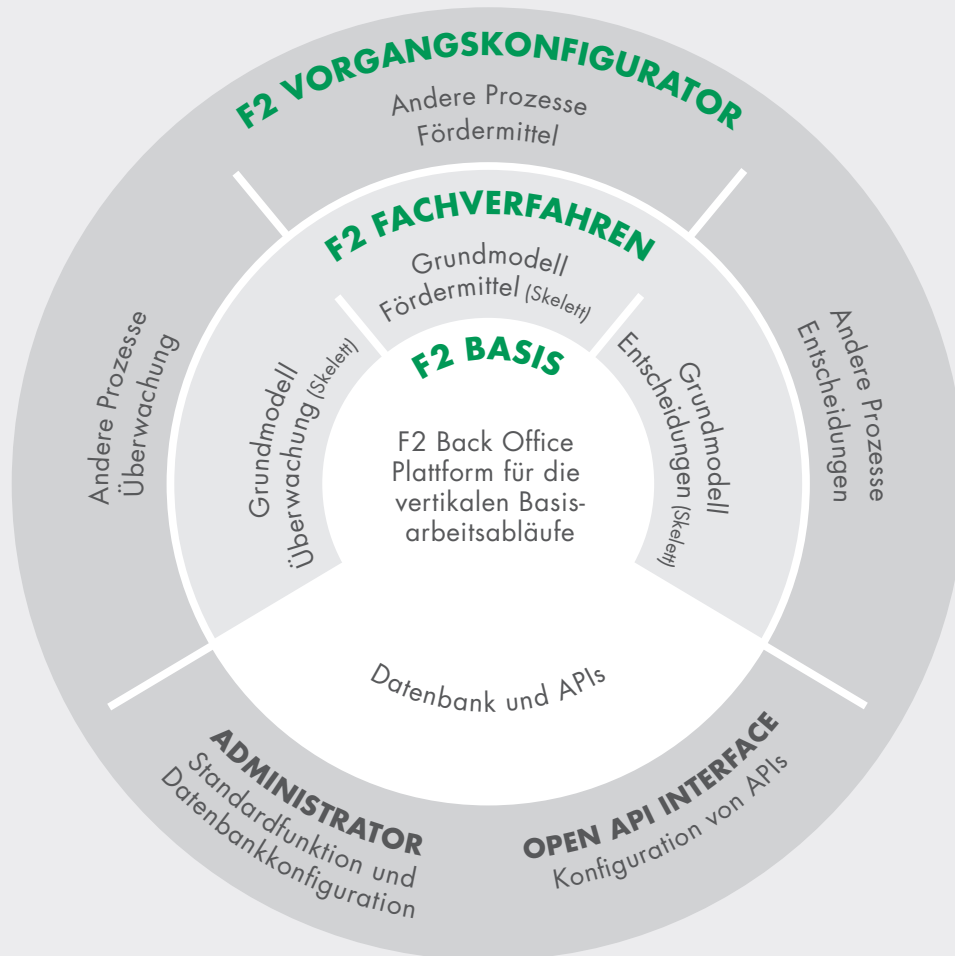 F2 VORGANGSKONFIGURATOR
Andere Prozesse
Fördermittel
F2 FACHVERFAHREN
Grundmodell
Fördermittel (Skelett)
Andere Prozesse
Überwachung
Grundmodell
Überwachung (Skelett)
F2 BASIS
F2 Back Office
Plattform für die
vertikalen Basis-
arbeitsabläufe
Grundmodell
Entscheidungen (Skelett)
Andere Prozesse
Entscheidungen
Datenbank und APIs
ADMINISTRATOR
Standardfunktion und
Datenbankkonfiguration
OPEN API INTERFACE
Konfiguration von APIs